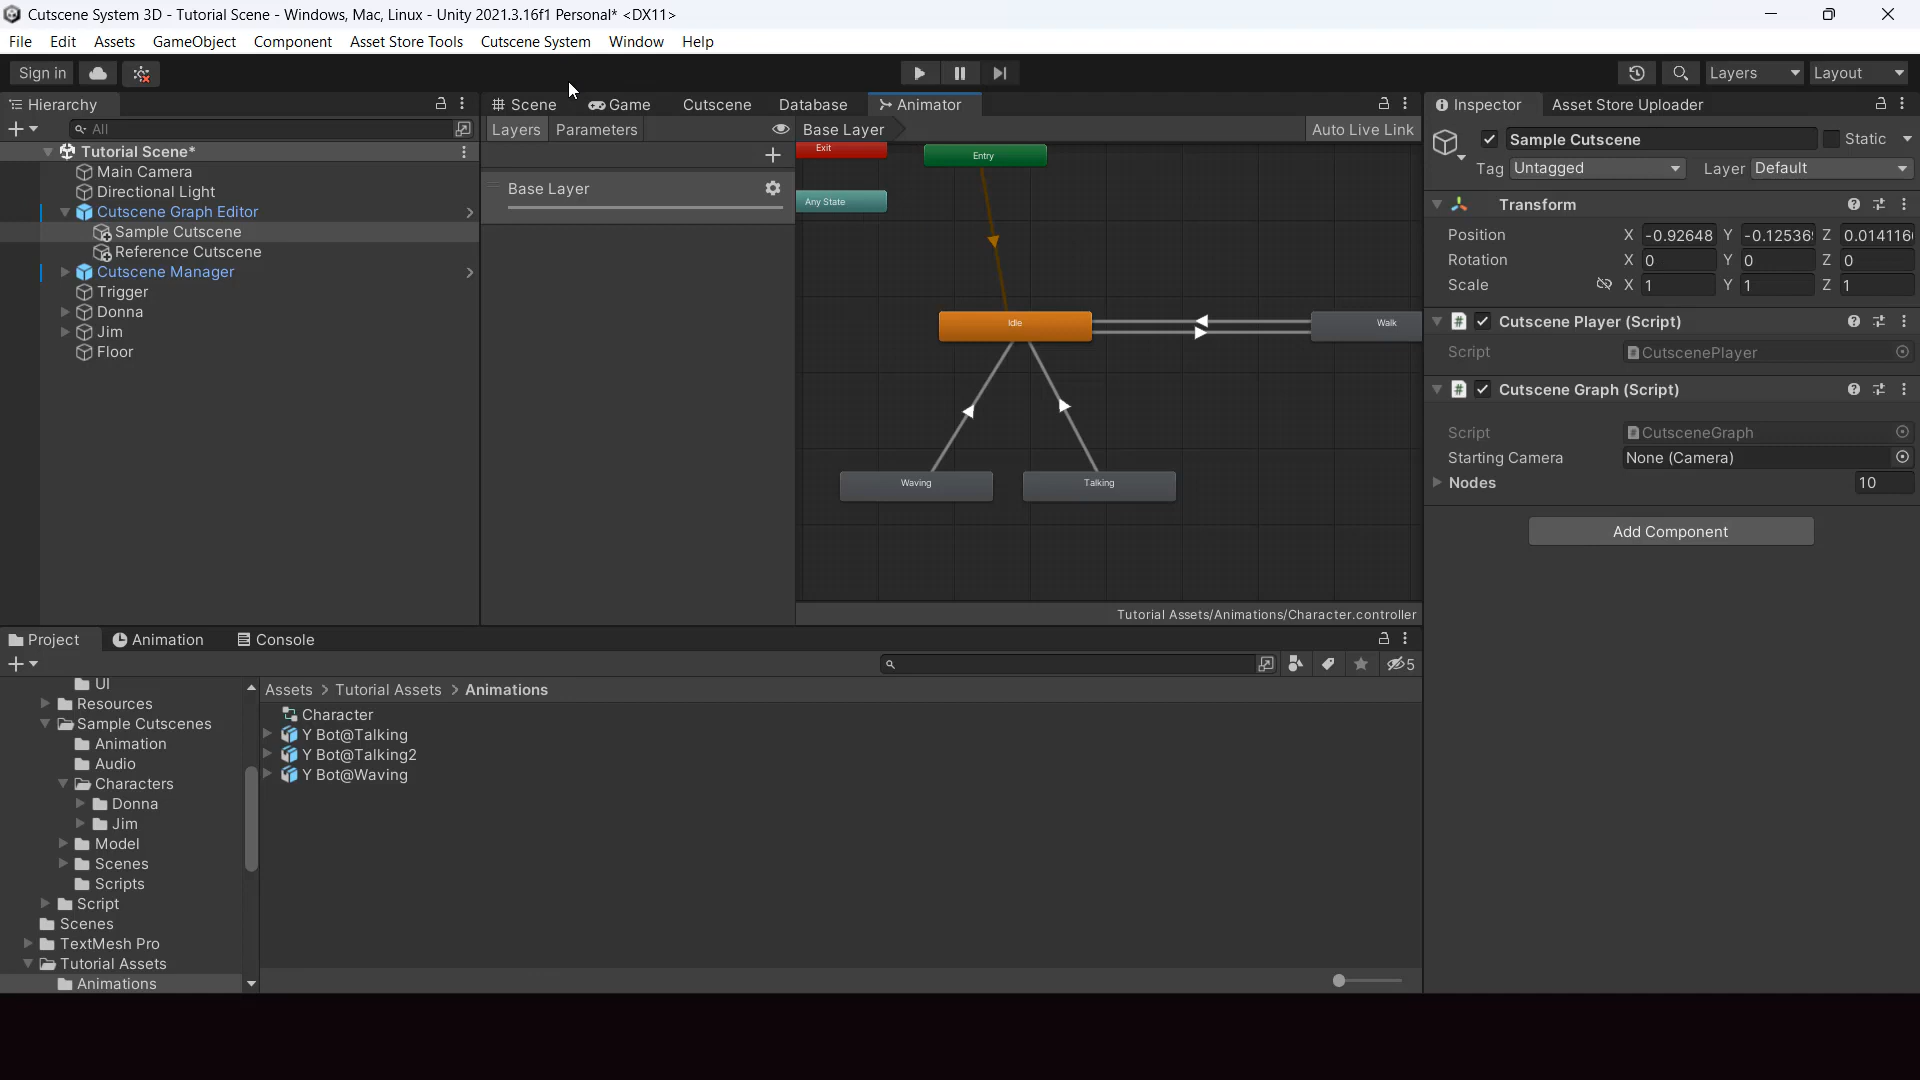 Cutscene System 3D - Tutorial Scene - Windows, Mac, Linux - Unity 2021.3.16f1 Personal* <DX11>
File Edit Assets GameObject Component Asset Store Tools Cutscene System Window Help
Sign in Layers Layout
Hierarchy
All
Tutorial Scene*
Main Camera
Directional Light
Cutscene Graph Editor
Sample Cutscene
Reference Cutscene
Cutscene Manager
Trigger
Donna
Jim
Floor
Scene Game Cutscene Database Animator
Layers Parameters Base Layer Auto Live Link
Base Layer
Exit
Entry
Any State
Idle
Walk
Waving
Talking
Tutorial Assets/Animations/Character.controller
Inspector Asset Store Uploader
Sample Cutscene Static
Tag Untagged Layer Default
Transform
Position X -0.92648 Y -0.12536 Z 0.014116
Rotation X 0 Y 0 Z 0
Scale X 1 Y 1 Z 1
Cutscene Player (Script)
Script CutscenePlayer
Cutscene Graph (Script)
Script CutsceneGraph
Starting Camera None (Camera)
Nodes 10
Add Component
Project Animation Console
5
UI
Resources
Sample Cutscenes
Animation
Audio
Characters
Donna
Jim
Model
Scenes
Scripts
Script
Scenes
TextMesh Pro
Tutorial Assets
Animations
Assets > Tutorial Assets > Animations
Character
Y Bot@Talking
Y Bot@Talking2
Y Bot@Waving